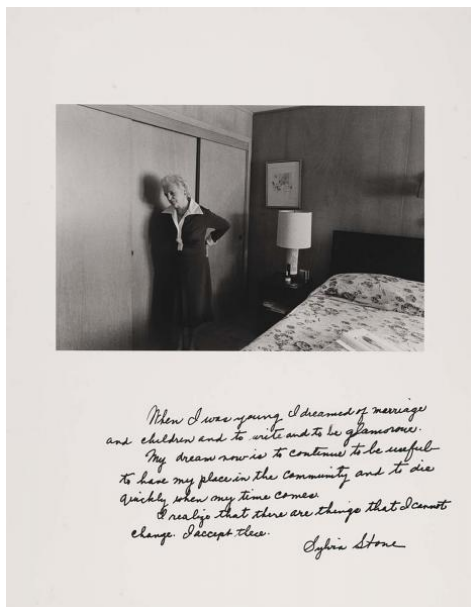 When I was young I dreamed of marriage
and children and to write and to be glamorous.
My dream now is to continue to be useful
to have my place in the community and to die
quickly when my time comes.
I realize that there are things that I cannot
change. I accept these.
Sylvia Stone